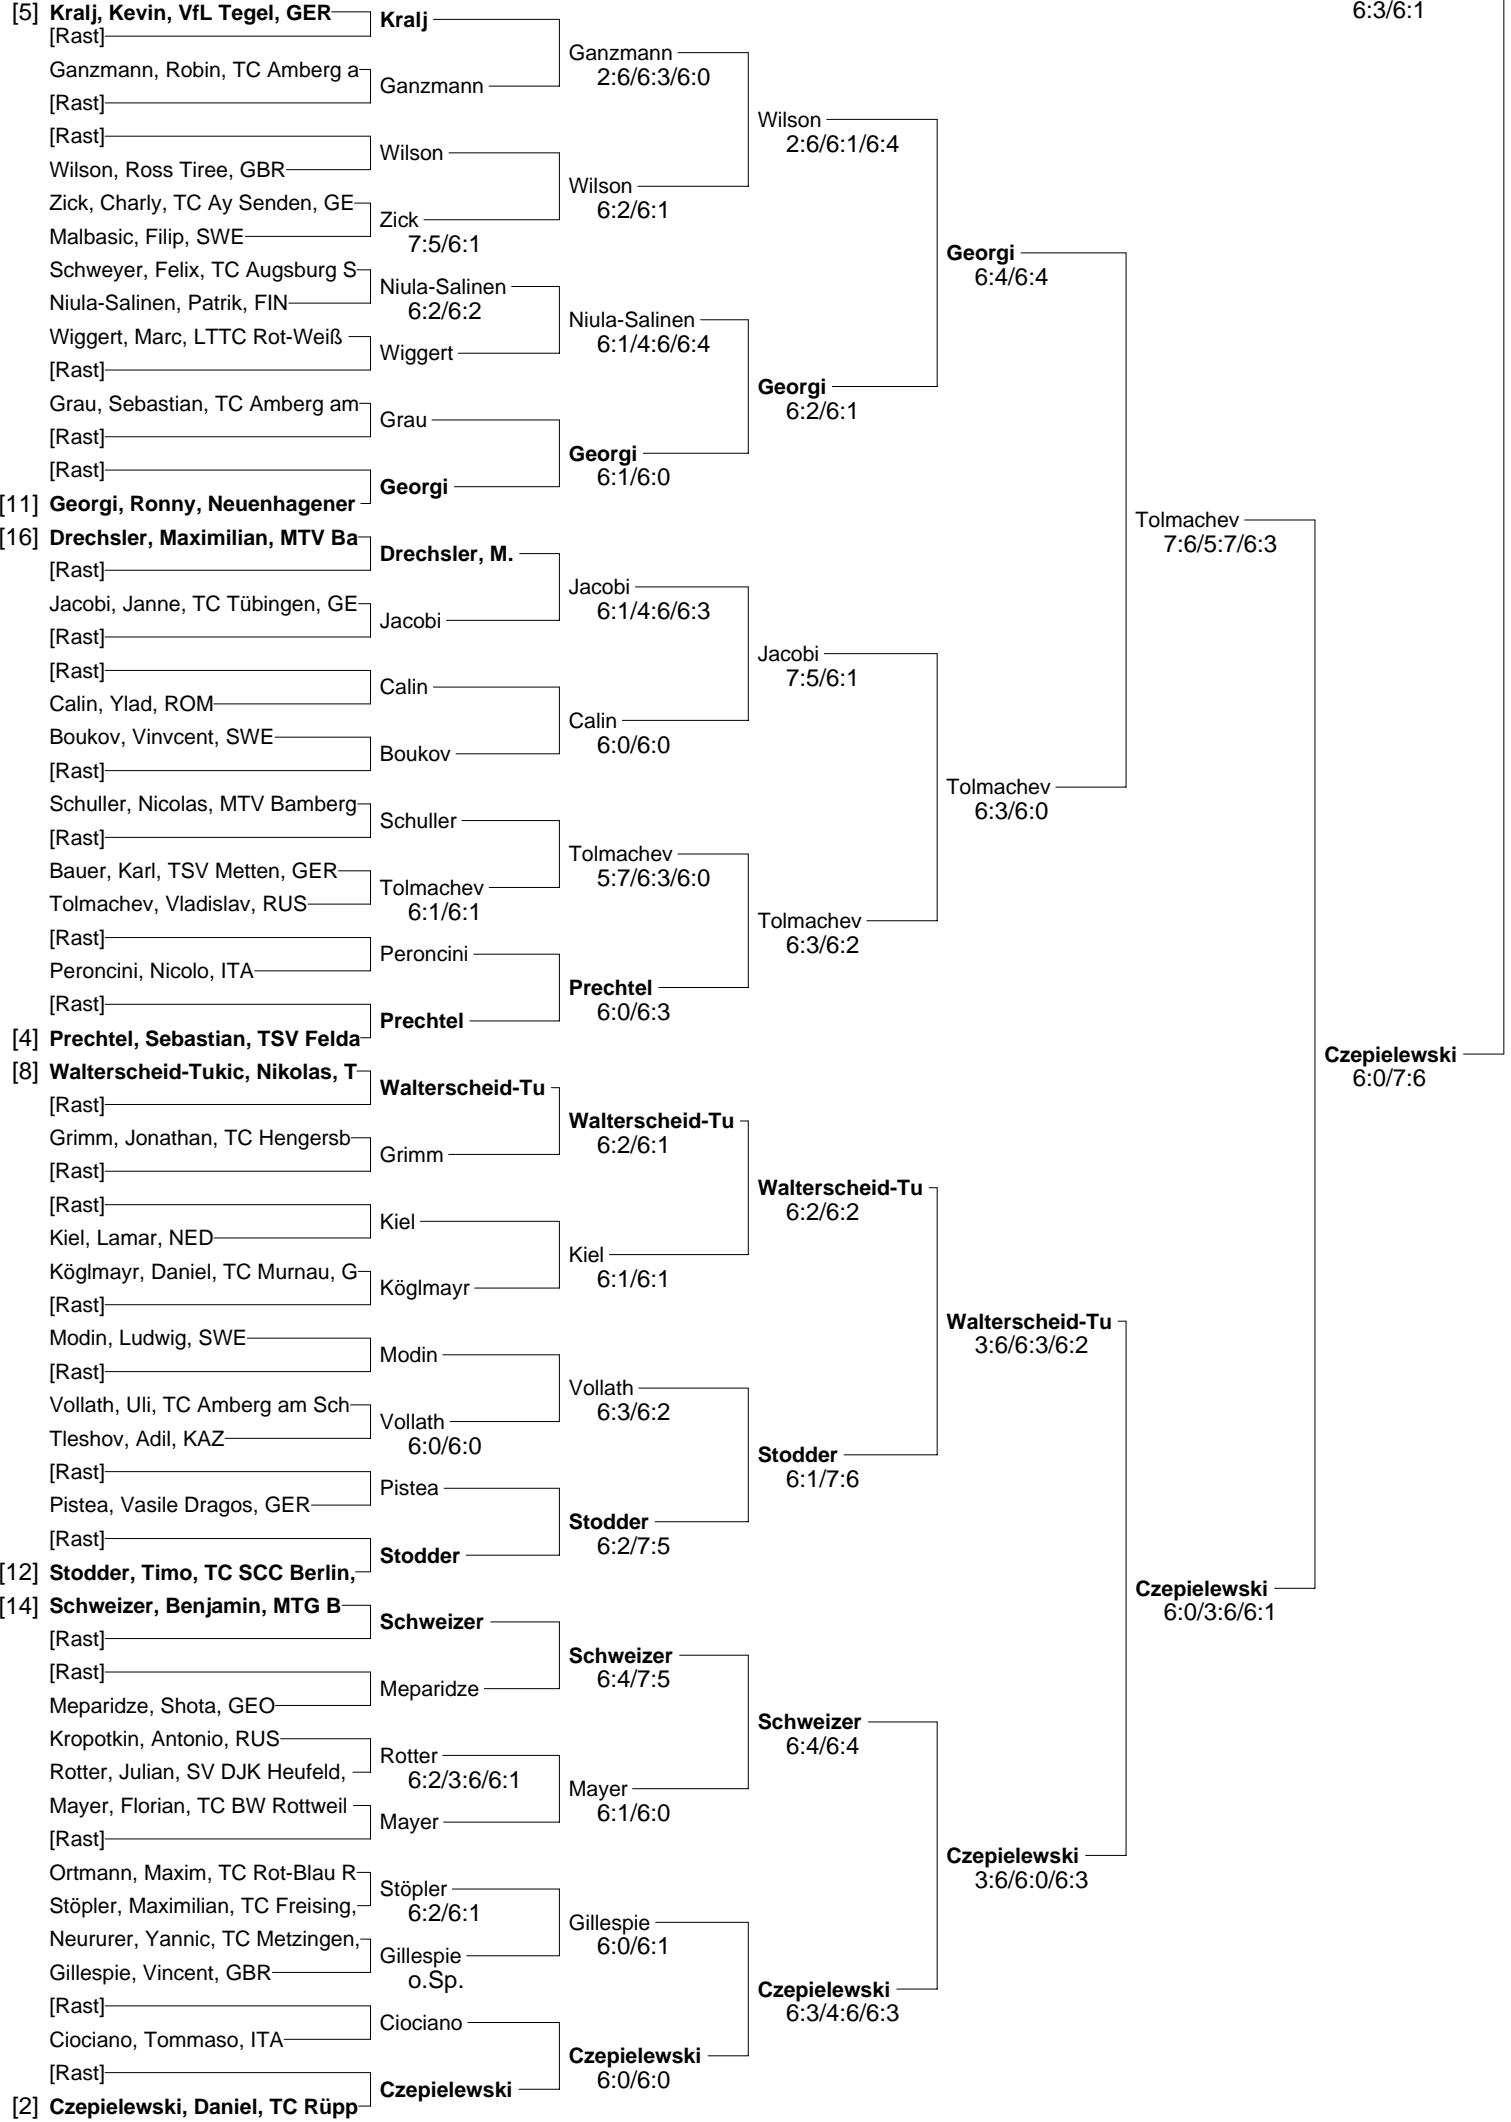 [5] Kralj, Kevin, VfL Tegel, GER
[Rast]
Ganzmann, Robin, TC Amberg a
[Rast]
[Rast]
Wilson, Ross Tiree, GBR
Zick, Charly, TC Ay Senden, GE
Malbasic, Filip, SWE
Schweyer, Felix, TC Augsburg S
Niula-Salinen, Patrik, FIN
Wiggert, Marc, LTTC Rot-Weiß
[Rast]
Grau, Sebastian, TC Amberg am
[Rast]
[Rast]
[11] Georgi, Ronny, Neuenhagener
[16] Drechsler, Maximilian, MTV Ba
[Rast]
Jacobi, Janne, TC Tübingen, GE
[Rast]
[Rast]
Calin, Ylad, ROM
Boukov, Vinvcent, SWE
[Rast]
Schuller, Nicolas, MTV Bamberg
[Rast]
Bauer, Karl, TSV Metten, GER
Tolmachev, Vladislav, RUS
[Rast]
Peroncini, Nicolo, ITA
[Rast]
[4] Prechtel, Sebastian, TSV Felda
[8] Walterscheid-Tukic, Nikolas, T
[Rast]
Grimm, Jonathan, TC Hengersb
[Rast]
[Rast]
Kiel, Lamar, NED
Köglmayr, Daniel, TC Murnau, G
[Rast]
Modin, Ludwig, SWE
[Rast]
Vollath, Uli, TC Amberg am Sch
Tleshov, Adil, KAZ
[Rast]
Pistea, Vasile Dragos, GER
[Rast]
[12] Stodder, Timo, TC SCC Berlin,
[14] Schweizer, Benjamin, MTG B
[Rast]
[Rast]
Meparidze, Shota, GEO
Kropotkin, Antonio, RUS
Rotter, Julian, SV DJK Heufeld,
Mayer, Florian, TC BW Rottweil
[Rast]
Ortmann, Maxim, TC Rot-Blau R
Stöpler, Maximilian, TC Freising,
Neururer, Yannic, TC Metzingen,
Gillespie, Vincent, GBR
[Rast]
Ciociano, Tommaso, ITA
[Rast]
[2] Czepielewski, Daniel, TC Rüpp
Kralj
Ganzmann
Wilson
Zick
7:5/6:1
Niula-Salinen
6:2/6:2
Wiggert
Grau
Georgi
Drechsler, M.
Jacobi
Calin
Boukov
Schuller
Tolmachev
6:1/6:1
Peroncini
Prechtel
Walterscheid-Tu
Grimm
Kiel
Köglmayr
Modin
Vollath
6:0/6:0
Pistea
Stodder
Schweizer
Meparidze
Rotter
6:2/3:6/6:1
Mayer
Stöpler
6:2/6:1
Gillespie
o.Sp.
Ciociano
Czepielewski
Ganzmann
2:6/6:3/6:0
Wilson
6:2/6:1
Niula-Salinen
6:1/4:6/6:4
Georgi
6:1/6:0
Jacobi
6:1/4:6/6:3
Calin
6:0/6:0
Tolmachev
5:7/6:3/6:0
Prechtel
6:0/6:3
Walterscheid-Tu
6:2/6:1
Kiel
6:1/6:1
Vollath
6:3/6:2
Stodder
6:2/7:5
Schweizer
6:4/7:5
Mayer
6:1/6:0
Gillespie
6:0/6:1
Czepielewski
6:0/6:0
Wilson
2:6/6:1/6:4
Georgi
6:2/6:1
Jacobi
7:5/6:1
Tolmachev
6:3/6:2
Walterscheid-Tu
6:2/6:2
Stodder
6:1/7:6
Schweizer
6:4/6:4
Czepielewski
6:3/4:6/6:3
Georgi
6:4/6:4
Tolmachev
6:3/6:0
Walterscheid-Tu
3:6/6:3/6:2
Czepielewski
3:6/6:0/6:3
Tolmachev
7:6/5:7/6:3
Czepielewski
6:0/3:6/6:1
6:3/6:1
Czepielewski
6:0/7:6